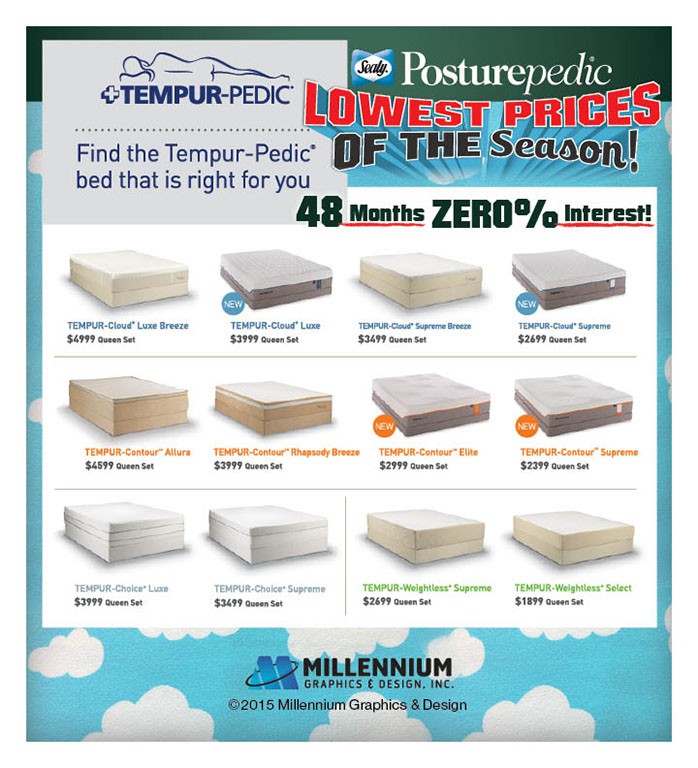 TEMPUR-PEDIC®
Find the Tempur-Pedic®
bed that is right for you
Sealy® Posturepedic
LOWEST PRICES
OF THE Season!
48 Months ZERO% Interest!
NEW
NEW
TEMPUR-Cloud® Luxe Breeze
$4999 Queen Set
TEMPUR-Cloud® Luxe
$3999 Queen Set
TEMPUR-Cloud® Supreme Breeze
$3499 Queen Set
TEMPUR-Cloud® Supreme
$2699 Queen Set
NEW
NEW
TEMPUR-Contour™ Allura
$4599 Queen Set
TEMPUR-Contour™ Rhapsody Breeze
$3999 Queen Set
TEMPUR-Contour™ Elite
$2999 Queen Set
TEMPUR-Contour™ Supreme
$2399 Queen Set
TEMPUR-Choice® Luxe
$3999 Queen Set
TEMPUR-Choice® Supreme
$3499 Queen Set
TEMPUR-Weightless® Supreme
$2699 Queen Set
TEMPUR-Weightless® Select
$1899 Queen Set
MILLENNIUM
GRAPHICS & DESIGN, INC.
©2015 Millennium Graphics & Design